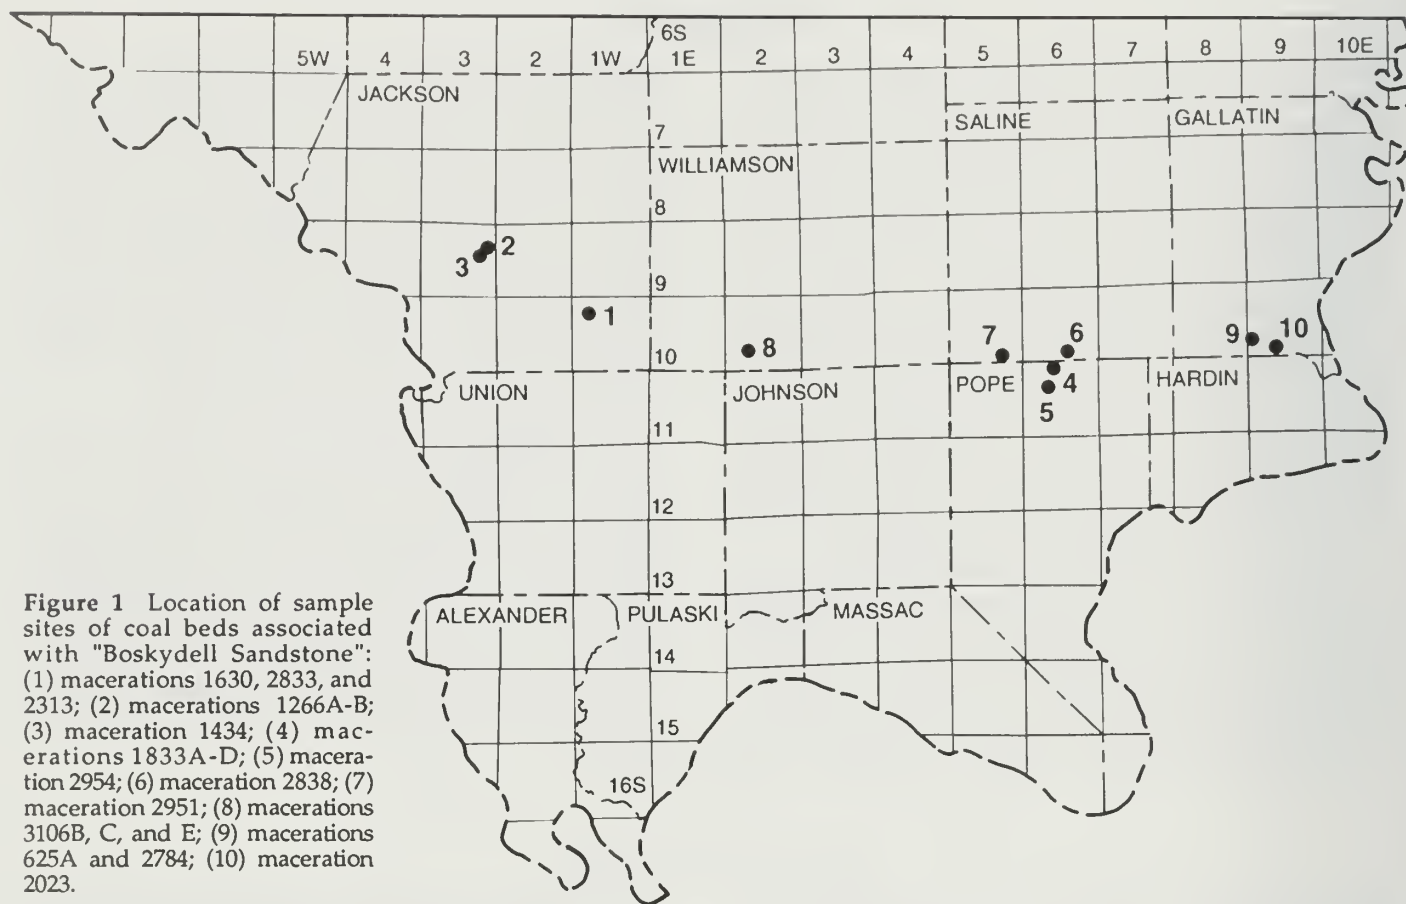 6S
5W 4 3 2 1W 1E 2 3 4 5 6 7 8 9 10E
JACKSON
SALINE
GALLATIN
7
WILLIAMSON
8
2
3
9
1
8
7
6
9
10
10
UNION
JOHNSON
POPE
4
HARDIN
5
11
12
13
ALEXANDER
PULASKI
MASSAC
14
15
16S
Figure 1 Location of sample
sites of coal beds associated
with "Boskydell Sandstone":
(1) macerations 1630, 2833, and
2313; (2) macerations 1266A-B;
(3) maceration 1434; (4) mac-
erations 1833A-D; (5) macera-
tion 2954; (6) maceration 2838; (7)
maceration 2951; (8) macerations
3106B, C, and E; (9) macerations
625A and 2784; (10) maceration
2023.